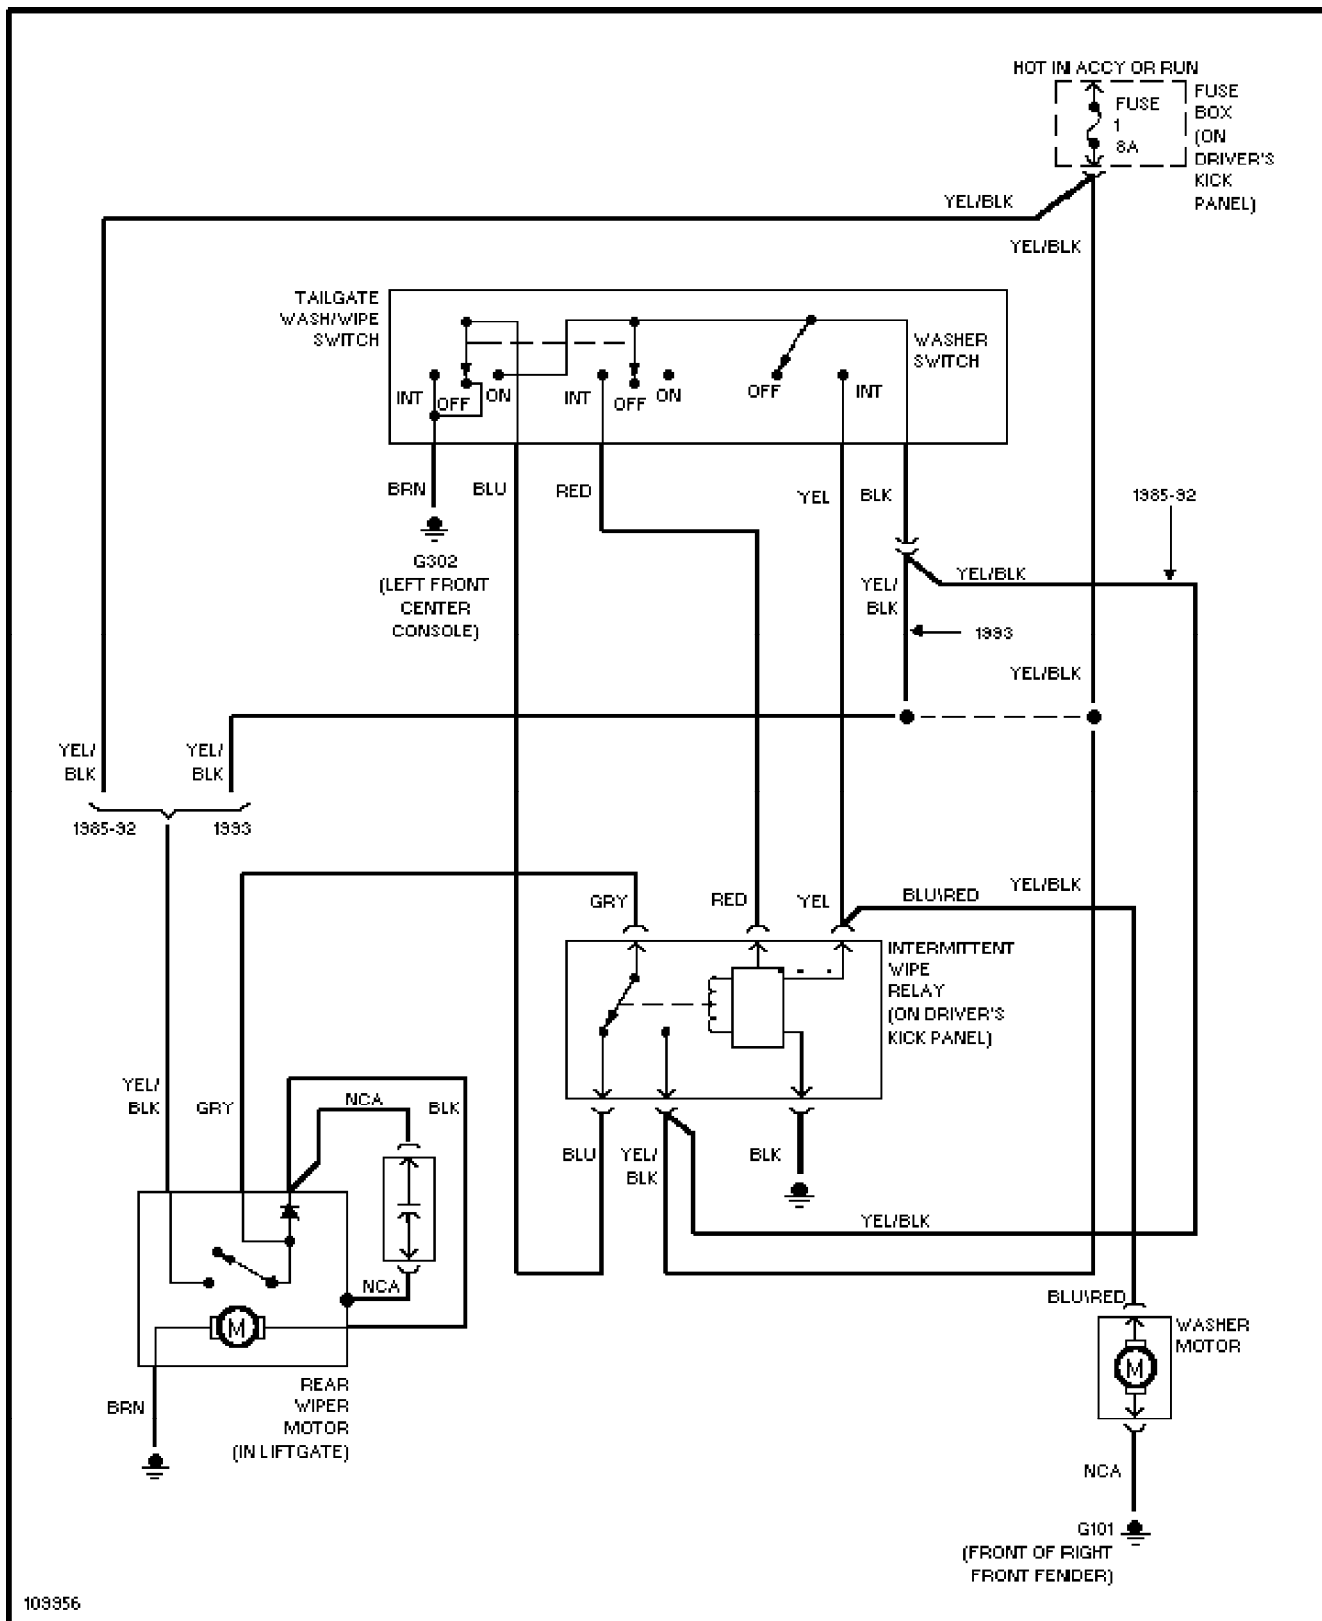 HOT IN ACCY OR RUN
FUSE
1
8A
FUSE
BOX
(ON
DRIVER'S
KICK
PANEL)
YEL/BLK
YEL/BLK
TAILGATE
WASH/WIPE
SWITCH
WASHER
SWITCH
INT
OFF
ON
INT
OFF
ON
OFF
INT
BRN
BLU
RED
YEL
BLK
1985-92
G302
(LEFT FRONT
CENTER
CONSOLE)
YEL/
BLK
YEL/BLK
1993
YEL/BLK
YEL/
BLK
YEL/
BLK
1985-92
1993
GRY
RED
YEL
BLU\RED
YEL/BLK
INTERMITTENT
WIPE
RELAY
(ON DRIVER'S
KICK PANEL)
YEL/
BLK
GRY
NCA
BLK
BLU
YEL/
BLK
BLK
YEL/BLK
NCA
M
BLU\RED
WASHER
MOTOR
M
REAR
WIPER
MOTOR
(IN LIFTGATE)
BRN
NCA
G101
(FRONT OF RIGHT
FRONT FENDER)
109956